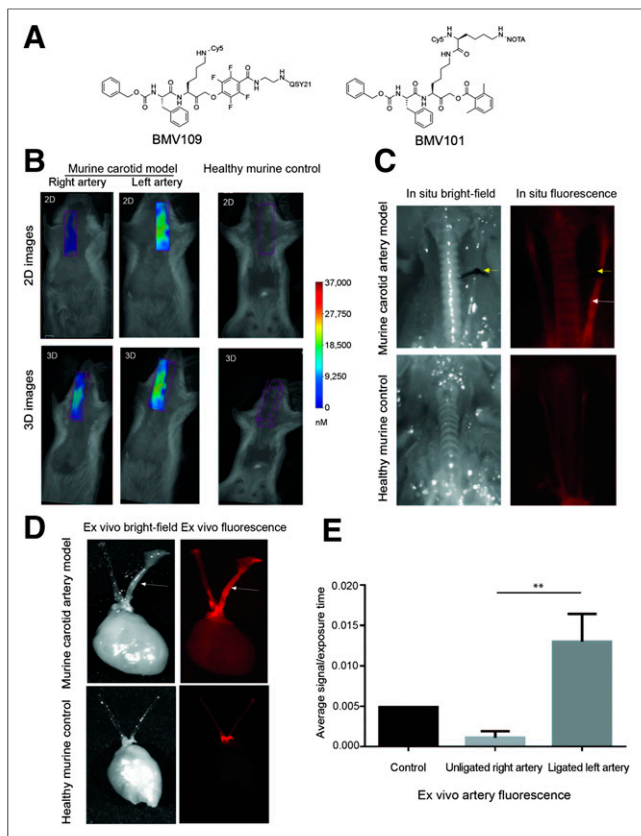 A
Cy5
HN
O
N
H
O
H
N
O
O
F
F
F
F
O
N
H
H
N
QSY21
BMV109
Cy5
H
N
O
HN
H
N
NOTA
O
N
H
O
H
N
O
O
O
BMV101
B
Murine carotid model
Right artery
Left artery
Healthy murine control
2D images
2D
2D
2D
3D images
3D
3D
3D
37,000
27,750
18,500
9,250
0
nM
C
In situ bright-field
In situ fluorescence
Murine carotid artery model
Healthy murine control
D
Ex vivo bright-field
Ex vivo fluorescence
Murine carotid artery model
Healthy murine control
E
Average signal/exposure time
0.020
0.015
0.010
0.005
0.000
**
Control
Unligated right artery
Ligated left artery
Ex vivo artery fluorescence